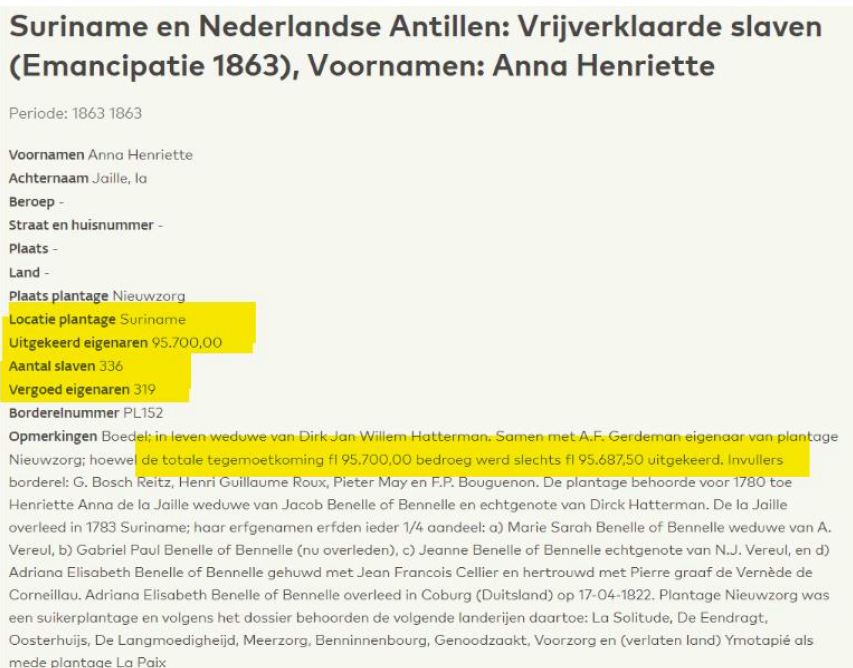 Suriname en Nederlandse Antillen: Vrijverklaarde slaven
(Emancipatie 1863), Voornamen: Anna Henriette
Periode: 1863 1863
Voornamen Anna Henriette
Achternaam Jaille, la
Beroep -
Straat en huisnummer -
Plaats -
Land -
Plaats plantage Nieuwzorg
Locatie plantage Suriname
Uitgekeerd eigenaren 95.700,00
Aantal slaven 336
Vergoed eigenaren 319
Borderelnummer PL152
Opmerkingen Boedel; in leven weduwe van Dirk Jan Willem Hatterman. Samen met A.F. Gerdeman eigenaar van plantage
Nieuwzorg; hoewel de totale tegemoetkoming fl 95.700,00 bedroeg werd slechts fl 95.687,50 uitgekeerd. Invullers
borderel: G. Bosch Reitz, Henri Guillaume Roux, Pieter May en F.P. Bouguenon. De plantage behoorde voor 1780 toe
Henriette Anna de la Jaille weduwe van Jacob Benelle of Bennelle en echtgenote van Dirck Hatterman. De la Jaille
overleed in 1783 Suriname; haar erfgenamen erfden ieder 1/4 aandeel: a) Marie Sarah Benelle of Bennelle weduwe van A.
Vereul, b) Gabriel Paul Benelle of Bennelle (nu overleden), c) Jeanne Benelle of Bennelle echtgenote van N.J. Vereul, en d)
Adriana Elisabeth Benelle of Bennelle gehuwd met Jean Francois Cellier en hertrouwd met Pierre graaf de Vernède de
Corneillau. Adriana Elisabeth Benelle of Bennelle overleed in Coburg (Duitsland) op 17-04-1822. Plantage Nieuwzorg was
een suikerplantage en volgens het dossier behoorden de volgende landerijen daartoe: La Solitude, De Eendragt,
Oosterhuijs, De Langmoedigheijd, Meerzorg, Benninnenbourg, Genoodzaakt, Voorzorg en (verlaten land) Ymotapié als
mede plantage La Paix